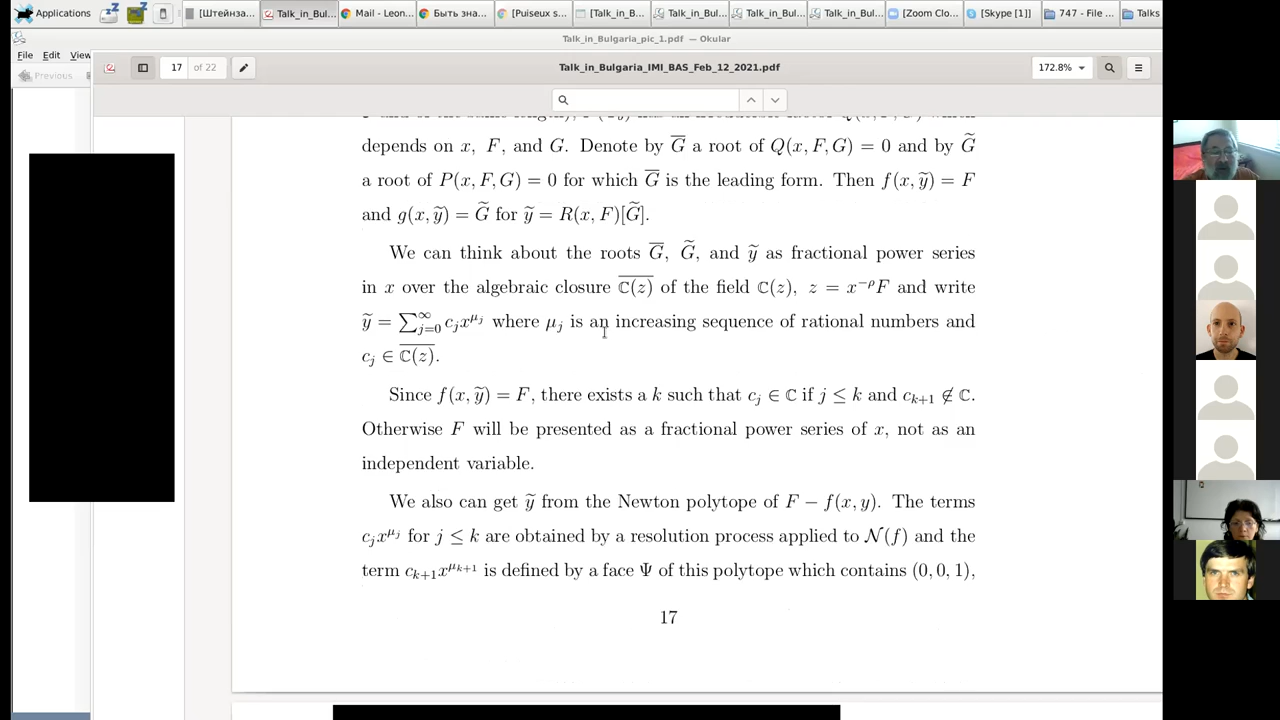 Applications
[Штейнза...
Talk_in_Bul...
Mail - Leon...
Быть зна...
[Puiseux s...
[Talk_in_B...
Talk_in_Bul...
Talk_in_Bul...
Talk_in_Bul...
[Zoom Clo...
[Skype [1]]
747 - File ...
Talks
Talk_in_Bulgaria_pic_1.pdf — Okular
File Edit View
Previous
17 of 22
Talk_in_Bulgaria_IMI_BAS_Feb_12_2021.pdf
172.8%
depends on x, F, and G. Denote by G̅ a root of Q(x, F, G) = 0 and by G̃
a root of P(x, F, G) = 0 for which G̅ is the leading form. Then f(x, ỹ) = F
and g(x, ỹ) = G̃ for ỹ = R(x, F)[G̃].
We can think about the roots G̅, G̃, and ỹ as fractional power series
in x over the algebraic closure \overline{ℂ(z)} of the field ℂ(z), z = x^{−ρ}F and write
ỹ = ∑_{j=0}^{∞} c_j x^{μ_j} where μ_j is an increasing sequence of rational numbers and
c_j ∈ \overline{ℂ(z)}.
Since f(x, ỹ) = F, there exists a k such that c_j ∈ ℂ if j ≤ k and c_{k+1} ∉ ℂ.
Otherwise F will be presented as a fractional power series of x, not as an
independent variable.
We also can get ỹ from the Newton polytope of F − f(x, y). The terms
c_j x^{μ_j} for j ≤ k are obtained by a resolution process applied to 𝒩(f) and the
term c_{k+1} x^{μ_{k+1}} is defined by a face Ψ of this polytope which contains (0, 0, 1),
17